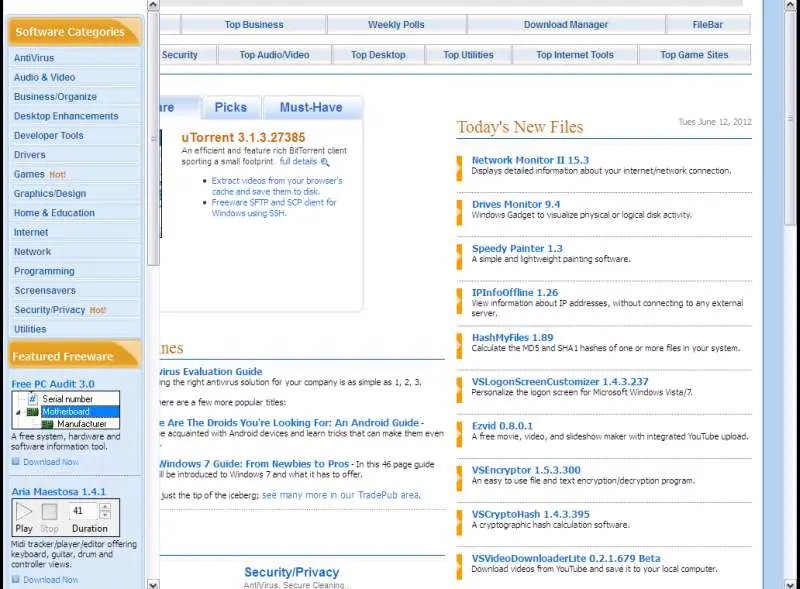 Top Business
Weekly Polls
Download Manager
FileBar
Security
Top Audio/Video
Top Desktop
Top Utilities
Top Internet Tools
Top Game Sites
Software Categories
AntiVirus
Audio & Video
Business/Organize
Desktop Enhancements
Developer Tools
Drivers
Games Hot!
Graphics/Design
Home & Education
Internet
Network
Programming
Screensavers
Security/Privacy Hot!
Utilities
Featured Freeware
Free PC Audit 3.0
Serial number
Motherboard
Manufacturer
A free system, hardware and
software information tool.
Download Now
Aria Maestosa 1.4.1
41
Play Stop Duration
Midi tracker/player/editor offering
keyboard, guitar, drum and
controller views.
Download Now
are
Picks
Must-Have
uTorrent 3.1.3.27385
An efficient and feature rich BitTorrent client
sporting a small footprint. full details
Extract videos from your browser's
cache and save them to disk.
Freeware SFTP and SCP client for
Windows using SSH.
ines
virus Evaluation Guide
ing the right antivirus solution for your company is as simple as 1, 2, 3.
ere are a few more popular titles:
e Are The Droids You're Looking For: An Android Guide -
e acquainted with Android devices and learn tricks that can make them even
Windows 7 Guide: From Newbies to Pros - In this 46 page guide
ll be introduced to Windows 7 and what it has to offer.
just the tip of the iceberg; see many more in our TradePub area.
Security/Privacy
AntiVirus, Secure Cleaning...
Today's New Files
Tues June 12, 2012
Network Monitor II 15.3
Displays detailed information about your internet/network connection.
Drives Monitor 9.4
Windows Gadget to visualize physical or logical disk activity.
Speedy Painter 1.3
A simple and lightweight painting software.
IPInfoOffline 1.26
View information about IP addresses, without connecting to any external
server.
HashMyFiles 1.89
Calculate the MD5 and SHA1 hashes of one or more files in your system.
VSLogonScreenCustomizer 1.4.3.237
Personalize the logon screen for Microsoft Windows Vista/7.
Ezvid 0.8.0.1
A free movie, video, and slideshow maker with integrated YouTube upload.
VSEncryptor 1.5.3.300
An easy to use file and text encryption/decryption program.
VSCryptoHash 1.4.3.395
A cryptographic hash calculation software.
VSVideoDownloaderLite 0.2.1.679 Beta
Download videos from YouTube and save it to your local computer.